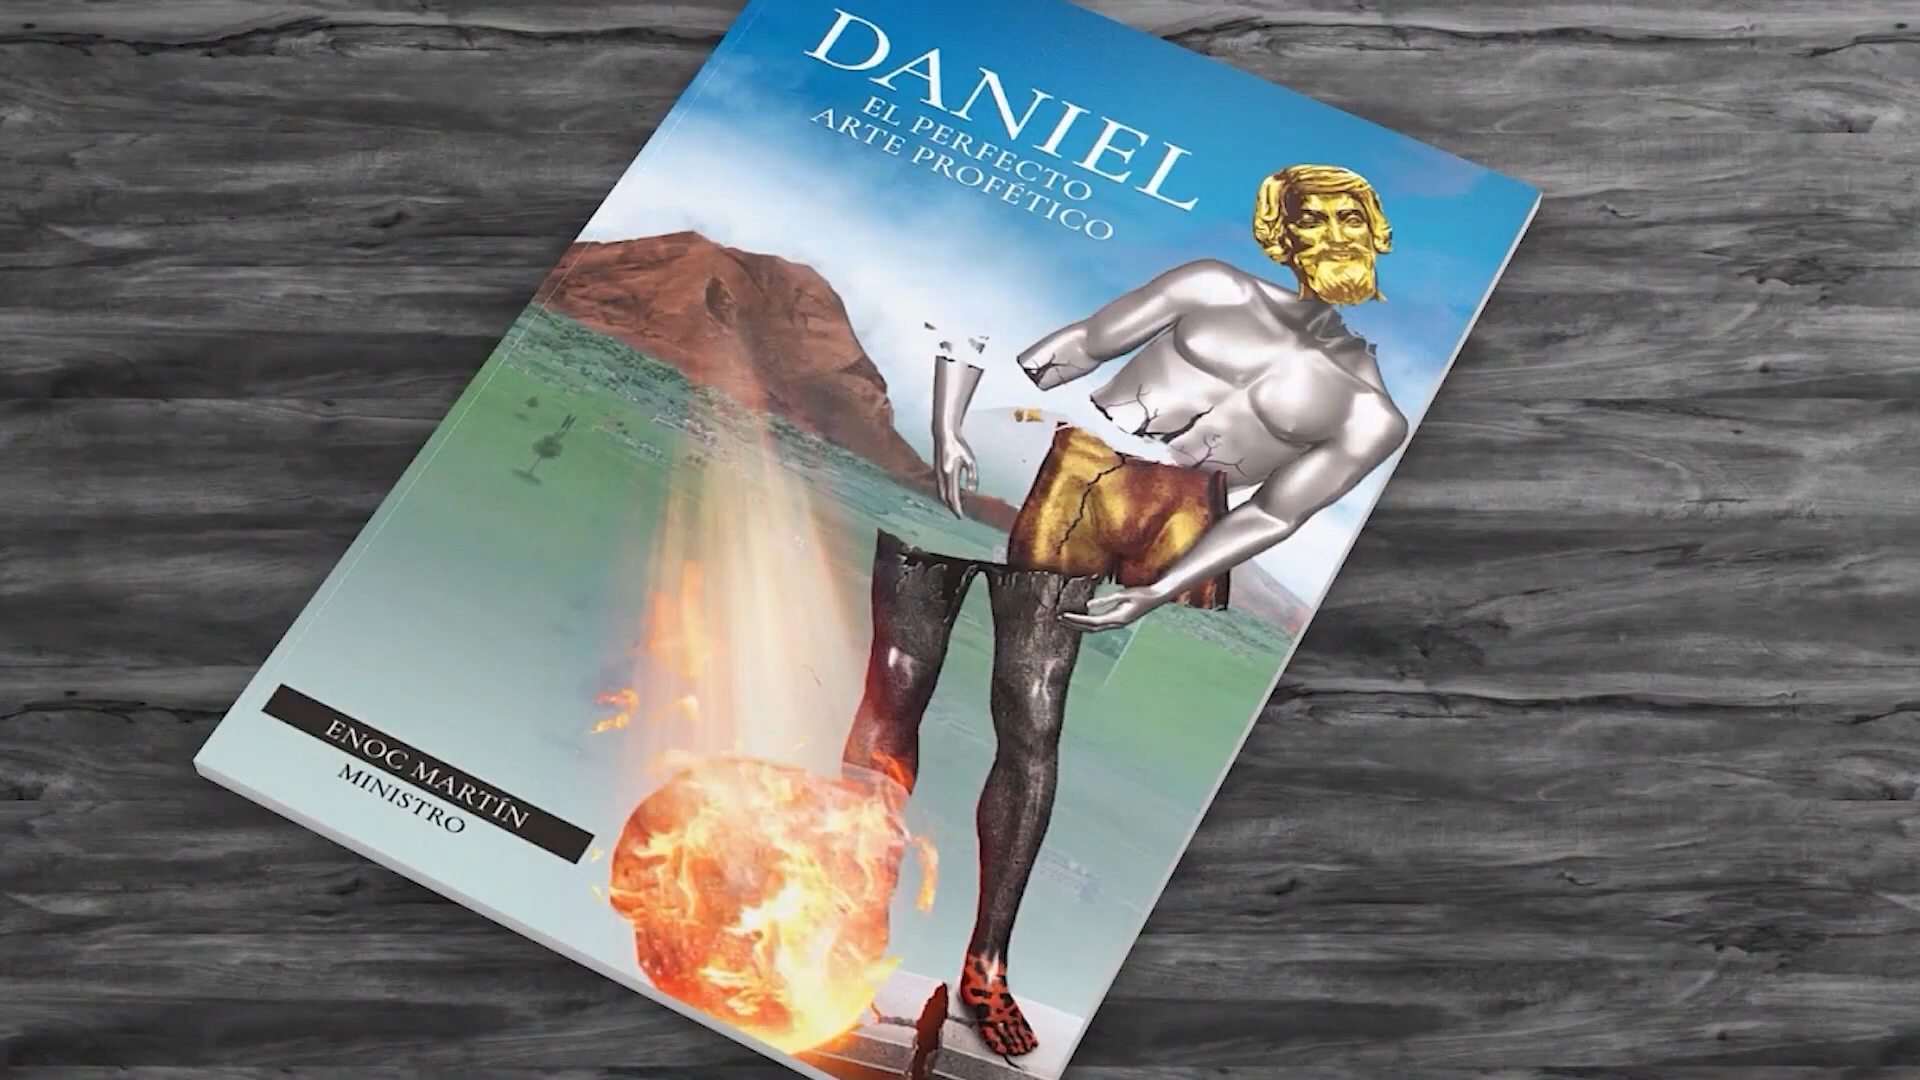 DANIEL
EL PERFECTO
ARTE PROFÉTICO
ENOC MARTÍN
MINISTRO